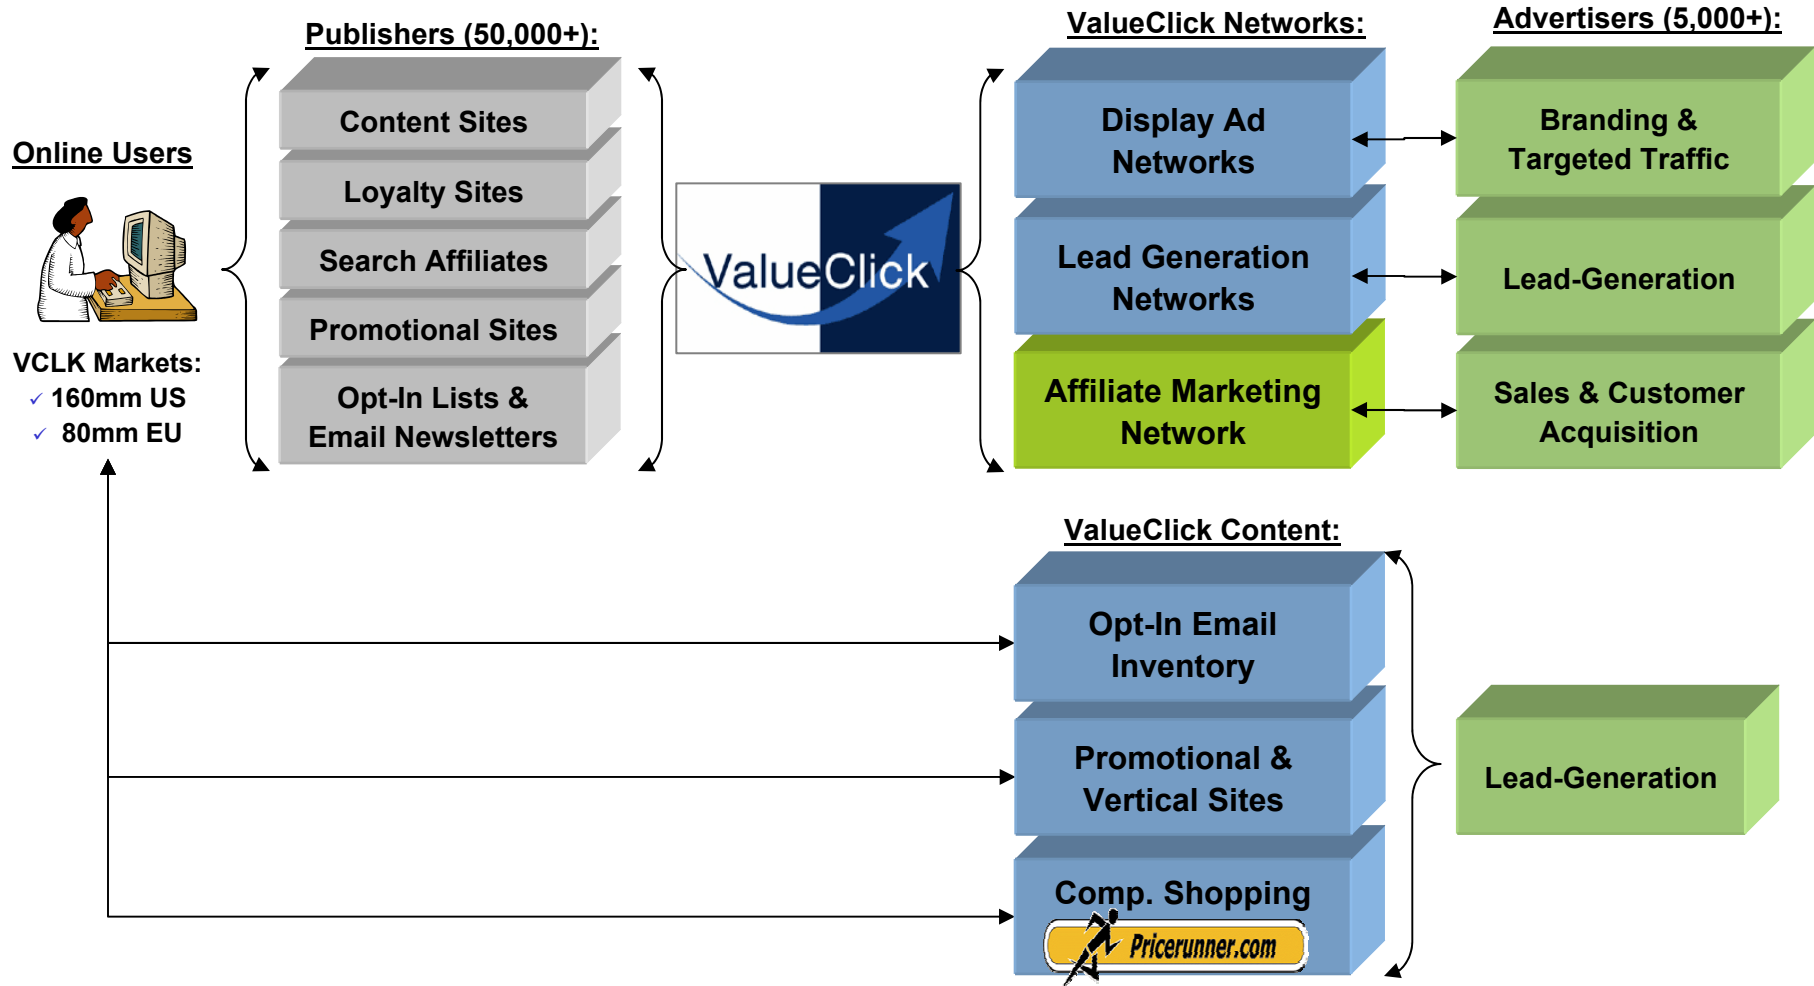 Publishers (50,000+):
ValueClick Networks:
Advertisers (5,000+):
Online Users
VCLK Markets:
✓ 160mm US
✓ 80mm EU
Content Sites
Loyalty Sites
Search Affiliates
Promotional Sites
Opt-In Lists &
Email Newsletters
ValueClick
Display Ad
Networks
Lead Generation
Networks
Affiliate Marketing
Network
Branding &
Targeted Traffic
Lead-Generation
Sales & Customer
Acquisition
ValueClick Content:
Opt-In Email
Inventory
Promotional &
Vertical Sites
Comp. Shopping
Pricerunner.com
Lead-Generation